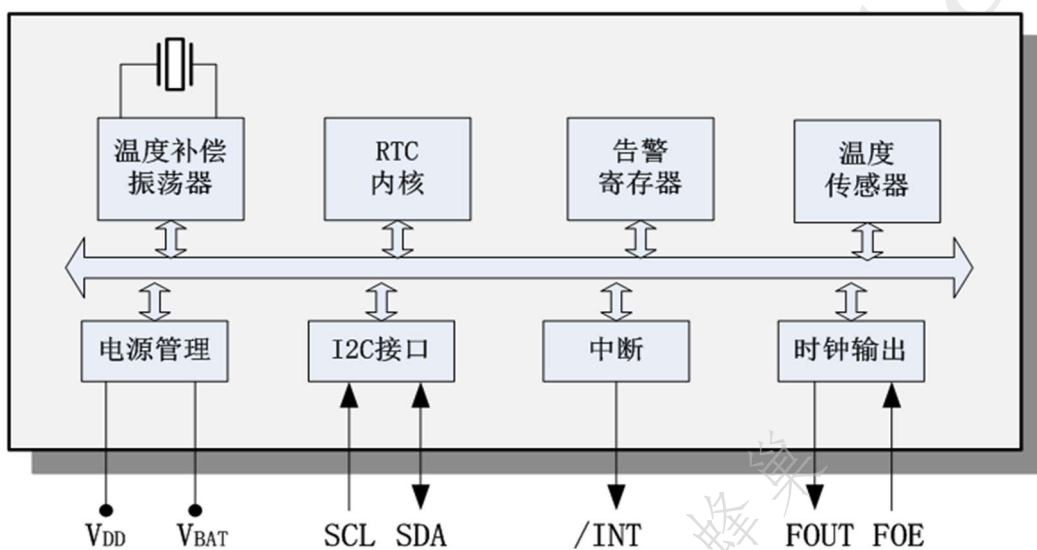 温度补偿
振荡器
RTC
内核
告警
寄存器
温度
传感器
电源管理
I2C接口
中断
时钟输出
VDD
VBAT
SCL
SDA
/INT
FOUT
FOE
蜂巢